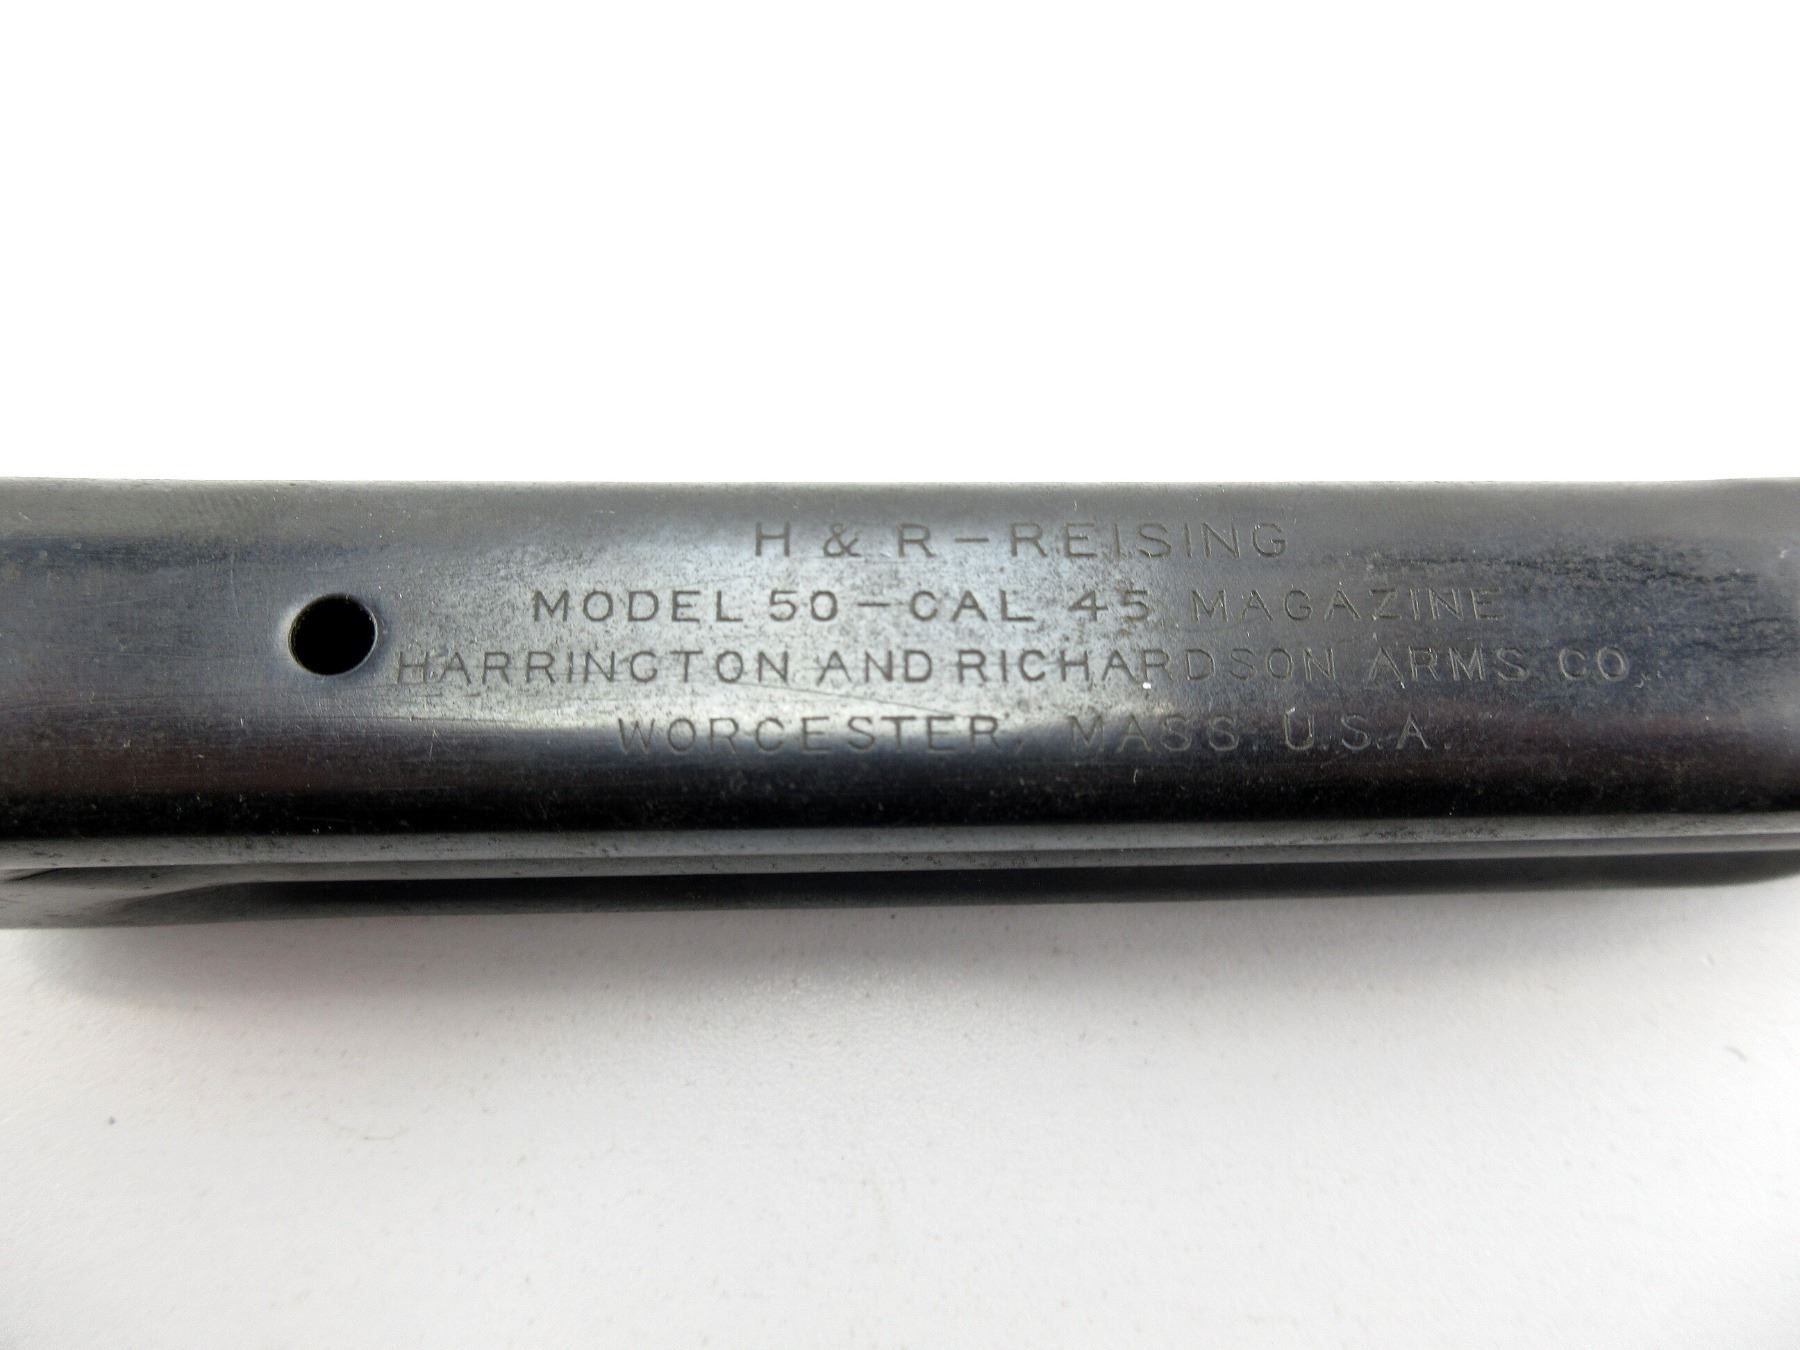 H & R - REISING
MODEL 50 - CAL 45 MAGAZINE
HARRINGTON AND RICHARDSON ARMS CO.
WORCESTER, MASS. U.S.A.